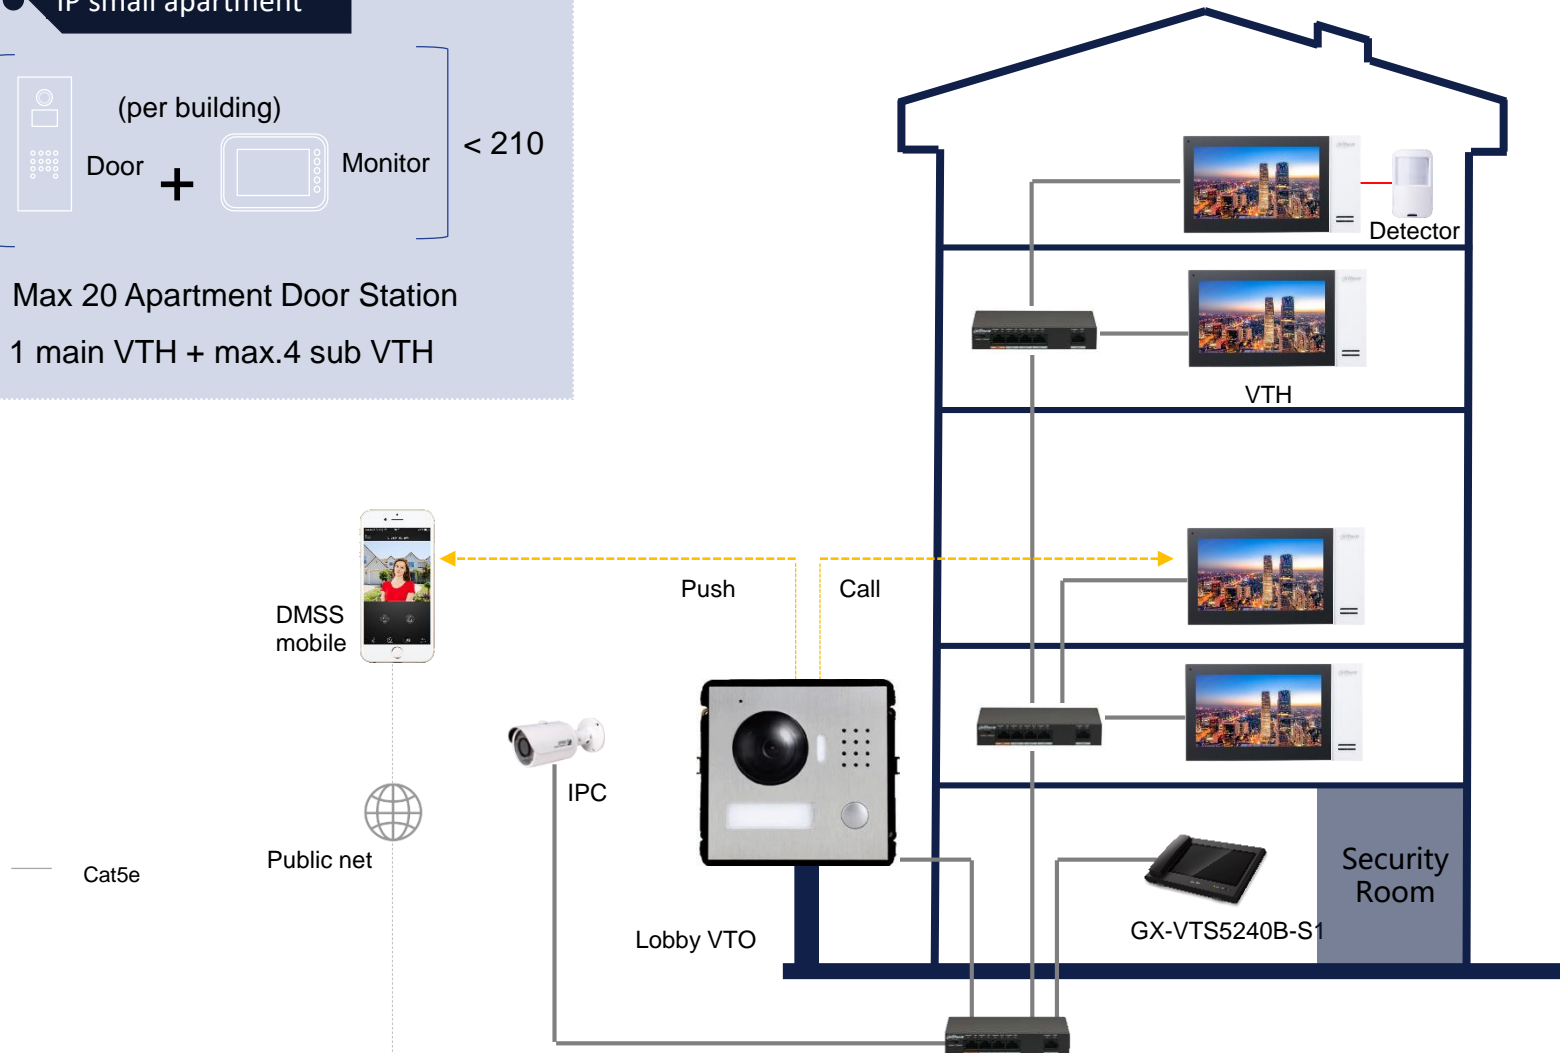 IP small apartment
(per building)
Door
+
Monitor
< 210
Max 20 Apartment Door Station
1 main VTH + max.4 sub VTH
Detector
VTH
Push
Call
DMSS
mobile
IPC
Public net
Cat5e
Lobby VTO
Security
Room
GX-VTS5240B-S1